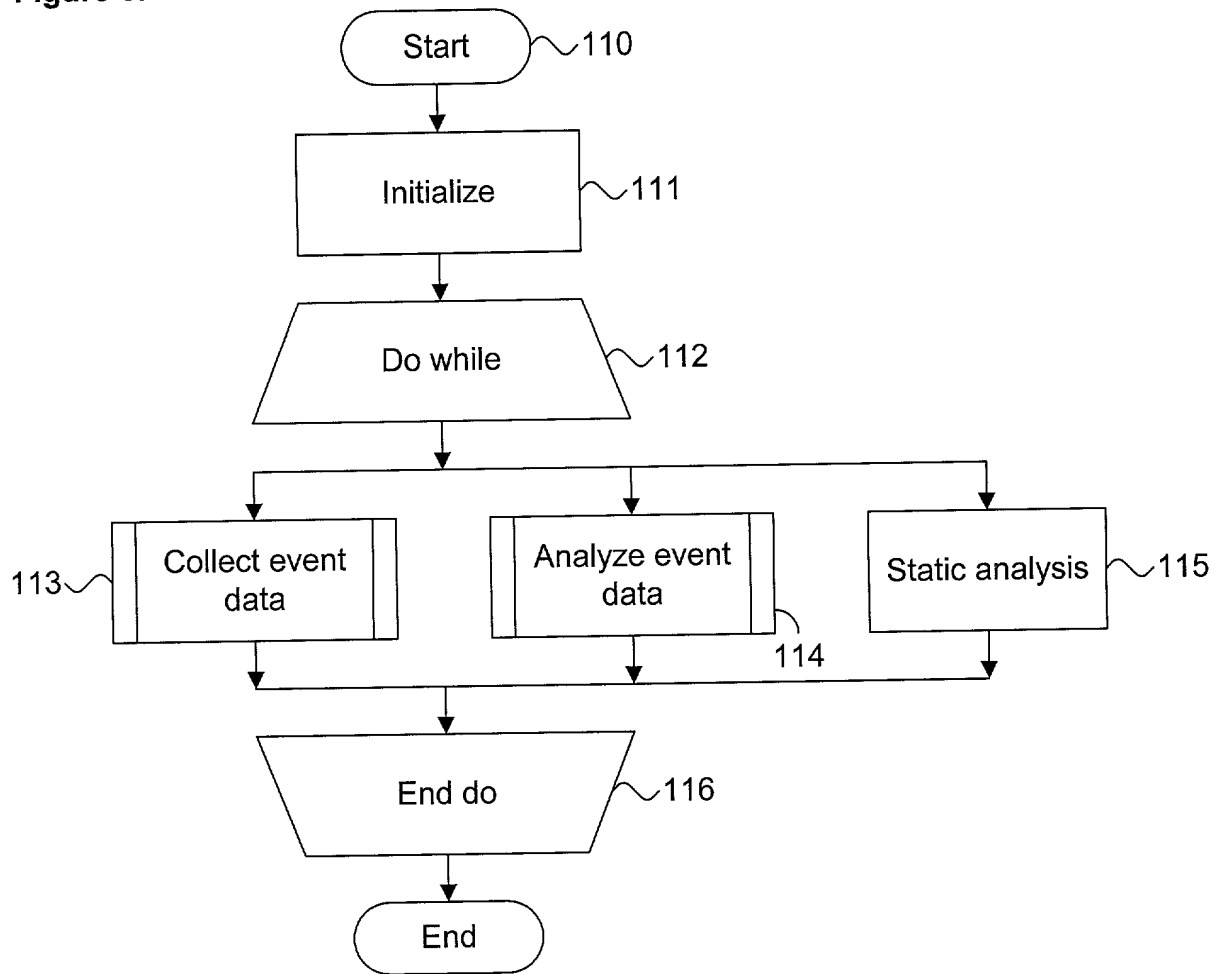 Start
110
Initialize
111
Do while
112
113
Collect event
data
Analyze event
data
114
Static analysis
115
End do
116
End